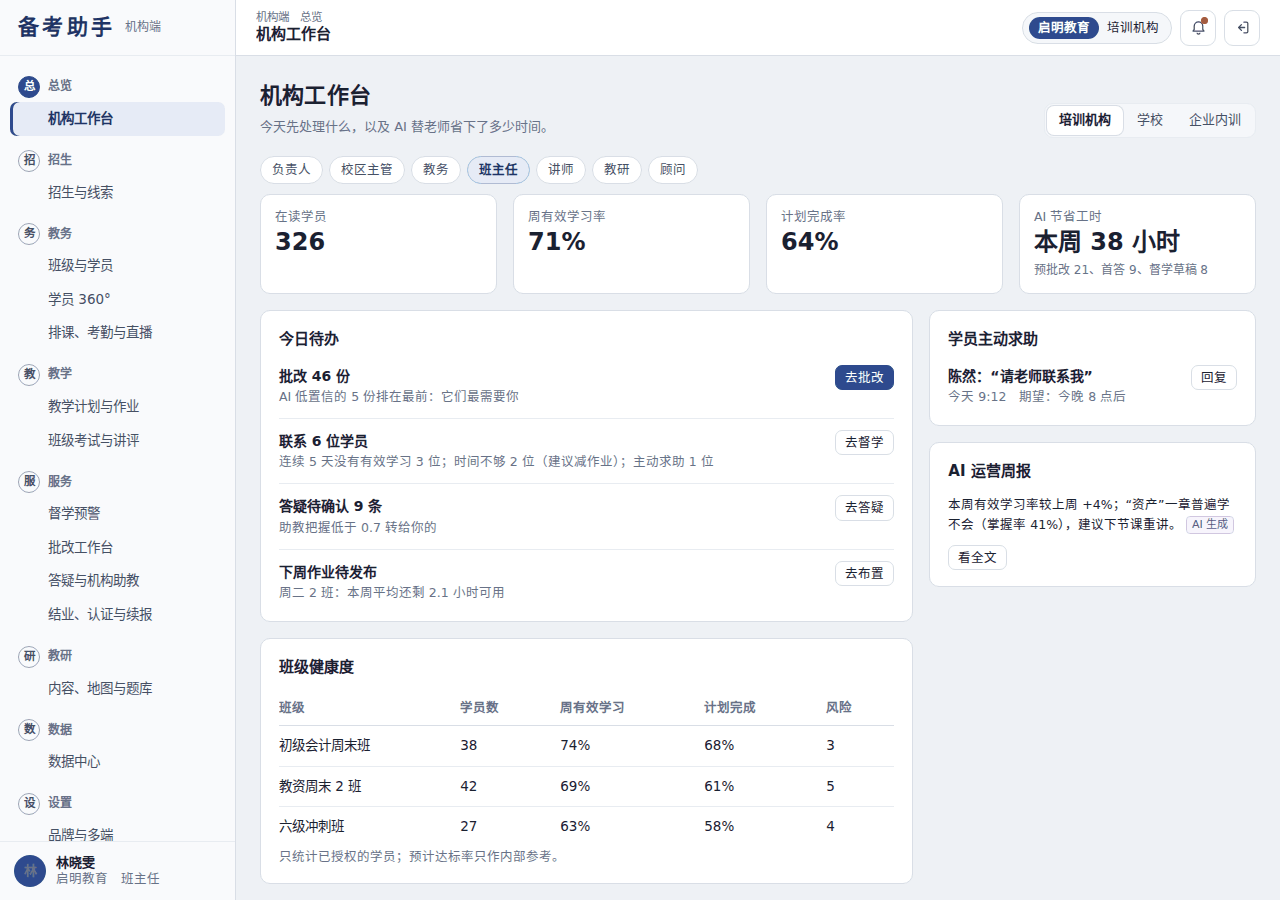 备考助手 机构端
总 总览
机构工作台
招 招生
招生与线索
务 教务
班级与学员
学员 360°
排课、考勤与直播
教 教学
教学计划与作业
班级考试与讲评
服 服务
督学预警
批改工作台
答疑与机构助教
结业、认证与续报
研 教研
内容、地图与题库
数 数据
数据中心
设 设置
品牌与多端
林 林晓雯
启明教育 班主任
机构端 总览
机构工作台
启明教育 培训机构
机构工作台
今天先处理什么，以及 AI 替老师省下了多少时间。
培训机构 学校 企业内训
负责人 校区主管 教务 班主任 讲师 教研 顾问
在读学员
326
周有效学习率
71%
计划完成率
64%
AI 节省工时
本周 38 小时
预批改 21、首答 9、督学草稿 8
今日待办
批改 46 份
AI 低置信的 5 份排在最前：它们最需要你
去批改
联系 6 位学员
连续 5 天没有有效学习 3 位；时间不够 2 位（建议减作业）；主动求助 1 位
去督学
答疑待确认 9 条
助教把握低于 0.7 转给你的
去答疑
下周作业待发布
周二 2 班：本周平均还剩 2.1 小时可用
去布置
学员主动求助
陈然：“请老师联系我”
今天 9:12 期望：今晚 8 点后
回复
AI 运营周报
本周有效学习率较上周 +4%；“资产”一章普遍学
不会（掌握率 41%），建议下节课重讲。 AI 生成
看全文
班级健康度
班级 学员数 周有效学习 计划完成 风险
初级会计周末班 38 74% 68% 3
教资周末 2 班 42 69% 61% 5
六级冲刺班 27 63% 58% 4
只统计已授权的学员；预计达标率只作内部参考。